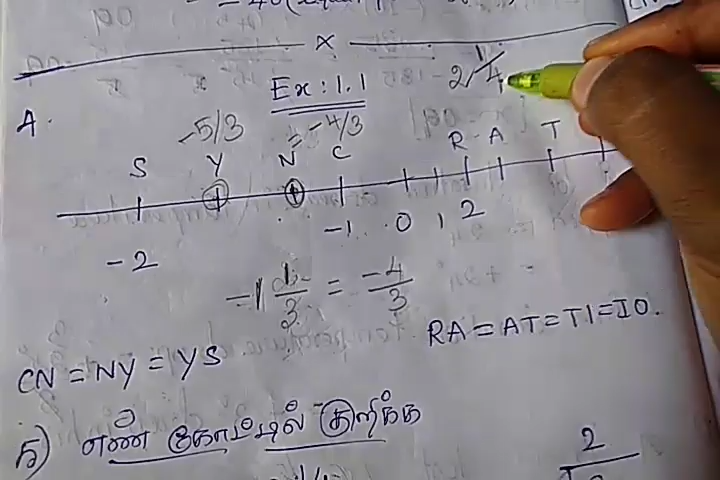 Ex: 1.1
2 1/4
A.
-5/3 = -4/3
S Y N C R A T
-2 -1 0 1 2
-1 1/3 = -4/3
RA = AT = TI = IO.
CN = NY = YS
எண் கோட்டில் குறிக்க
2